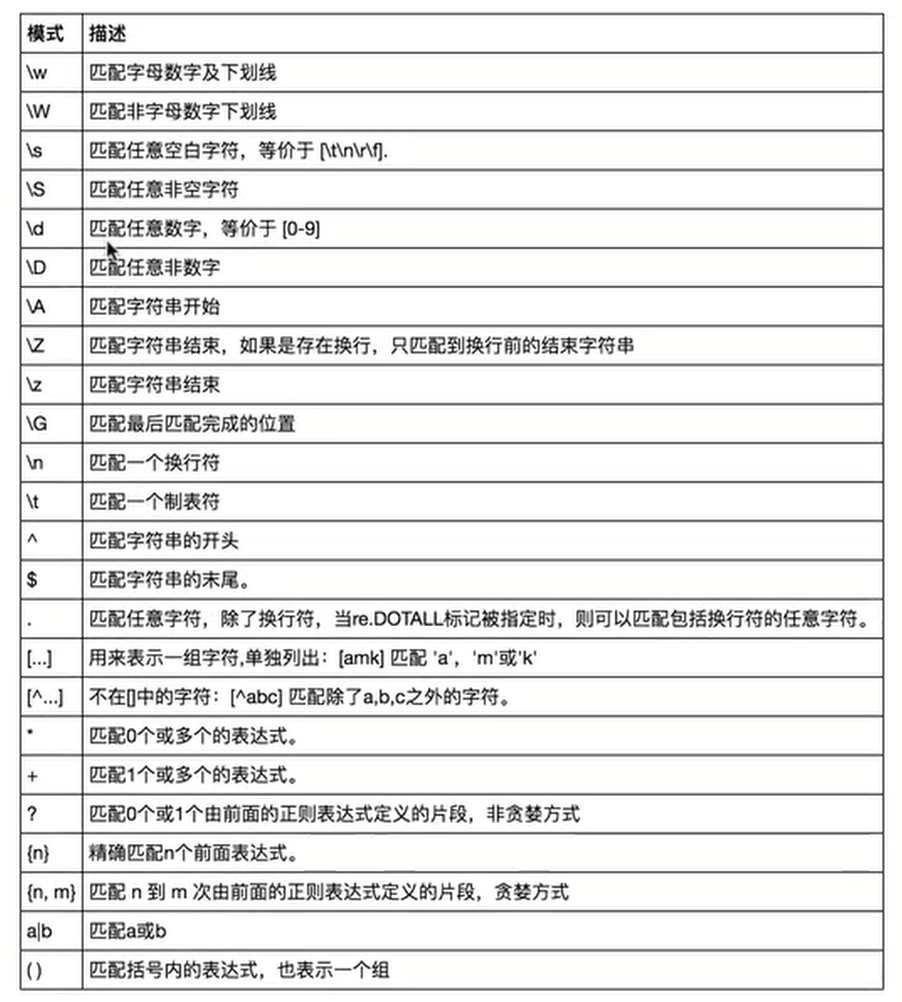 模式 描述
\w 匹配字母数字及下划线
\W 匹配非字母数字下划线
\s 匹配任意空白字符，等价于 [\t\n\r\f].
\S 匹配任意非空字符
\d 匹配任意数字，等价于 [0-9]
\D 匹配任意非数字
\A 匹配字符串开始
\Z 匹配字符串结束，如果是存在换行，只匹配到换行前的结束字符串
\z 匹配字符串结束
\G 匹配最后匹配完成的位置
\n 匹配一个换行符
\t 匹配一个制表符
^ 匹配字符串的开头
$ 匹配字符串的末尾。
. 匹配任意字符，除了换行符，当re.DOTALL标记被指定时，则可以匹配包括换行符的任意字符。
[...] 用来表示一组字符,单独列出：[amk] 匹配 'a'，'m'或'k'
[^...] 不在[]中的字符：[^abc] 匹配除了a,b,c之外的字符。
* 匹配0个或多个的表达式。
+ 匹配1个或多个的表达式。
? 匹配0个或1个由前面的正则表达式定义的片段，非贪婪方式
{n} 精确匹配n个前面表达式。
{n, m} 匹配 n 到 m 次由前面的正则表达式定义的片段，贪婪方式
a|b 匹配a或b
( ) 匹配括号内的表达式，也表示一个组